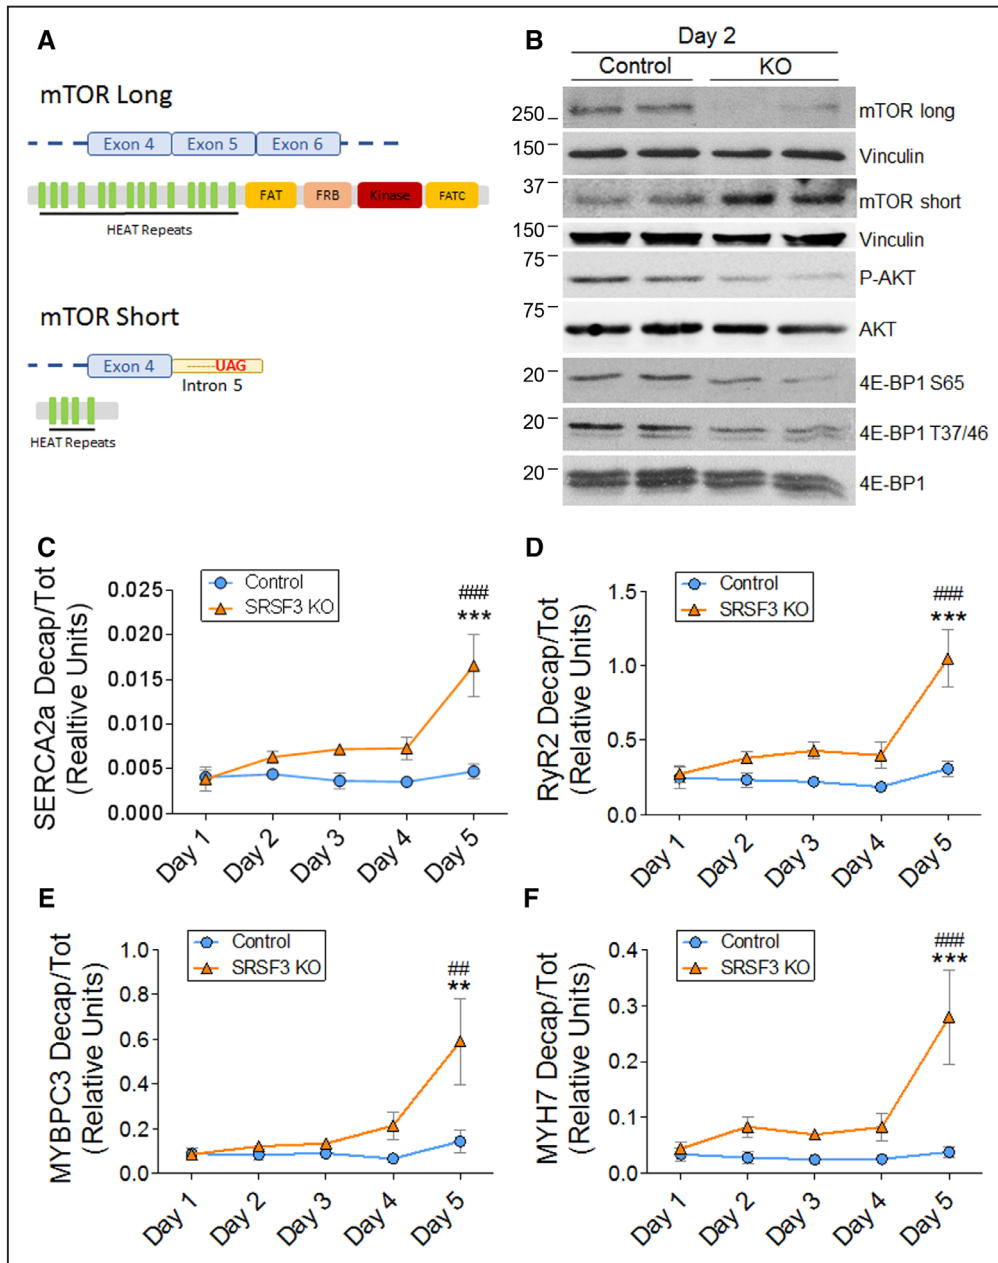 A
mTOR Long
Exon 4 Exon 5 Exon 6
FAT FRB Kinase FATC
HEAT Repeats
mTOR Short
Exon 4 ------UAG
Intron 5
HEAT Repeats
B
Day 2
Control KO
250 mTOR long
150 Vinculin
37 mTOR short
150 Vinculin
75 P-AKT
75 AKT
20 4E-BP1 S65
20 4E-BP1 T37/46
20 4E-BP1
C
SERCA2a Decap/Tot
(Realtive Units)
Control
SRSF3 KO
###
***
0.025
0.020
0.015
0.010
0.005
0.000
Day 1 Day 2 Day 3 Day 4 Day 5
D
RyR2 Decap/Tot
(Relative Units)
Control
SRSF3 KO
###
***
1.5
1.0
0.5
0.0
Day 1 Day 2 Day 3 Day 4 Day 5
E
MYBPC3 Decap/Tot
(Relative Units)
Control
SRSF3 KO
##
**
1.0
0.8
0.6
0.4
0.2
0.0
Day 1 Day 2 Day 3 Day 4 Day 5
F
MYH7 Decap/Tot
(Relative Units)
Control
SRSF3 KO
###
***
0.4
0.3
0.2
0.1
0.0
Day 1 Day 2 Day 3 Day 4 Day 5